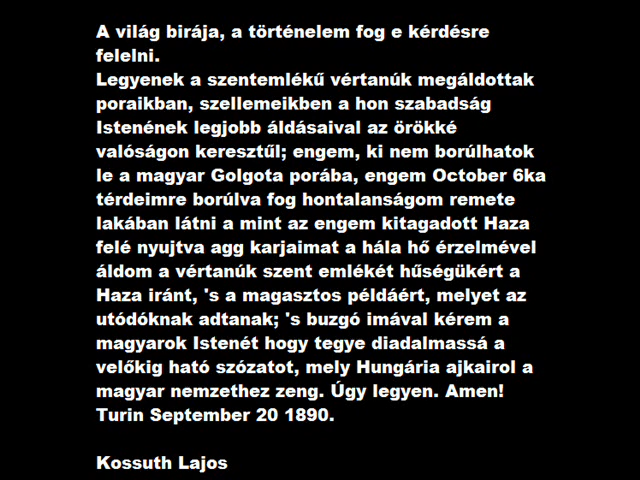 A világ birája, a történelem fog e kérdésre
felelni.
Legyenek a szentemlékű vértanúk megáldottak
poraikban, szellemeikben a hon szabadság
Istenének legjobb áldásaival az örökké
valóságon keresztűl; engem, ki nem borúlhatok
le a magyar Golgota porába, engem October 6ka
térdeimre borúlva fog hontalanságom remete
lakában látni a mint az engem kitagadott Haza
felé nyujtva agg karjaimat a hála hő érzelmével
áldom a vértanúk szent emlékét hűségükért a
Haza iránt, 's a magasztos példáért, melyet az
utódóknak adtanak; 's buzgó imával kérem a
magyarok Istenét hogy tegye diadalmassá a
velőkig ható szózatot, mely Hungária ajkairol a
magyar nemzethez zeng. Úgy legyen. Amen!
Turin September 20 1890.
Kossuth Lajos